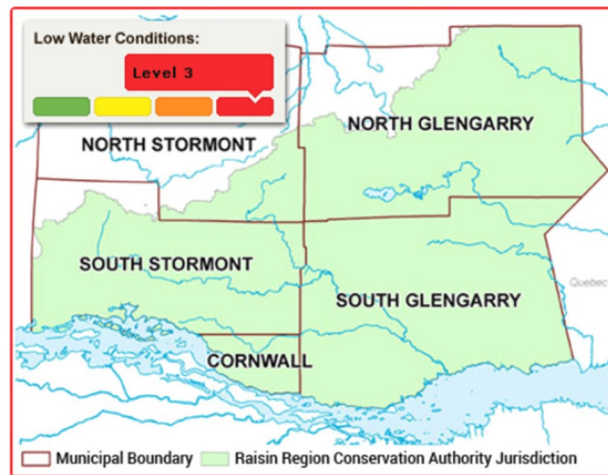 Low Water Conditions:
Level 3
NORTH STORMONT
NORTH GLENGARRY
SOUTH STORMONT
Quebec
SOUTH GLENGARRY
CORNWALL
Municipal Boundary
Raisin Region Conservation Authority Jurisdiction